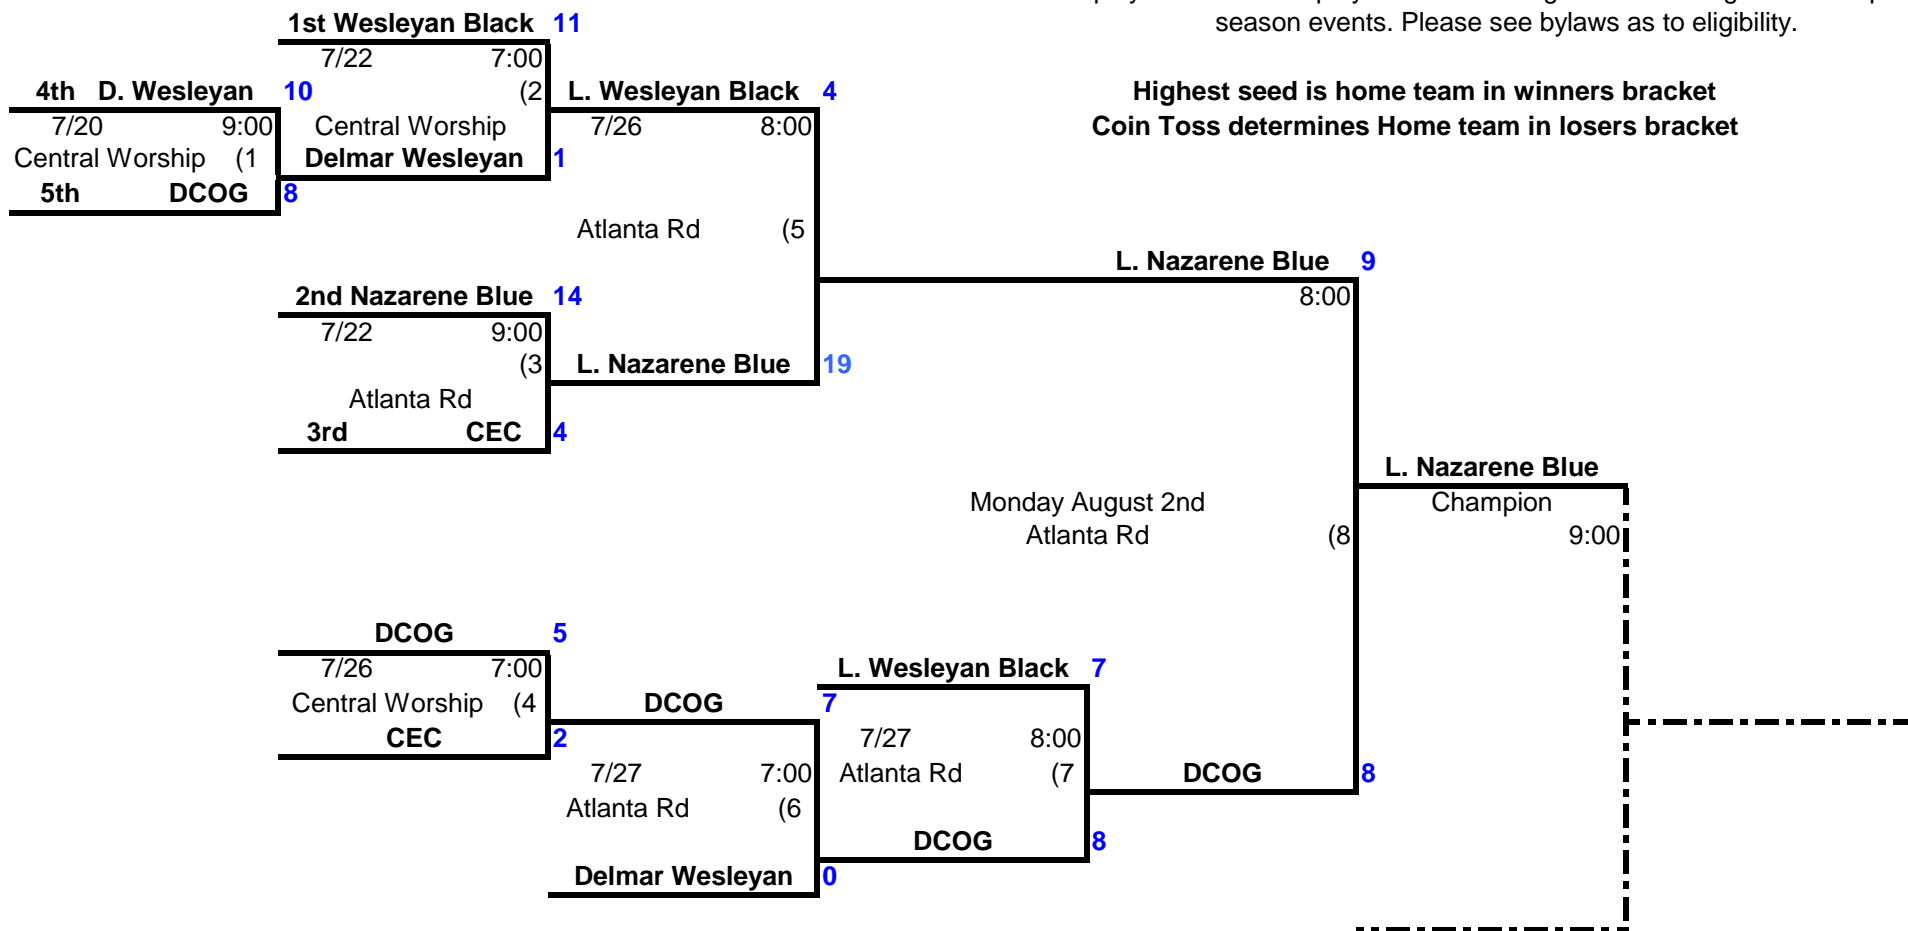 season events. Please see bylaws as to eligibility.
1st Wesleyan Black 11
7/22 7:00
4th D. Wesleyan 10 (2 L. Wesleyan Black 4
Highest seed is home team in winners bracket
7/20 9:00 Central Worship 7/26 8:00
Coin Toss determines Home team in losers bracket
Central Worship (1 Delmar Wesleyan 1
5th DCOG 8
Atlanta Rd (5
L. Nazarene Blue 9
2nd Nazarene Blue 14 8:00
7/22 9:00
(3 L. Nazarene Blue 19
Atlanta Rd
3rd CEC 4
L. Nazarene Blue
Monday August 2nd Champion
Atlanta Rd (8 9:00
DCOG 5
7/26 7:00 L. Wesleyan Black 7
Central Worship (4 DCOG 7
CEC 2 7/27 8:00
7/27 7:00 Atlanta Rd (7 DCOG 8
Atlanta Rd (6
DCOG 8
Delmar Wesleyan 0